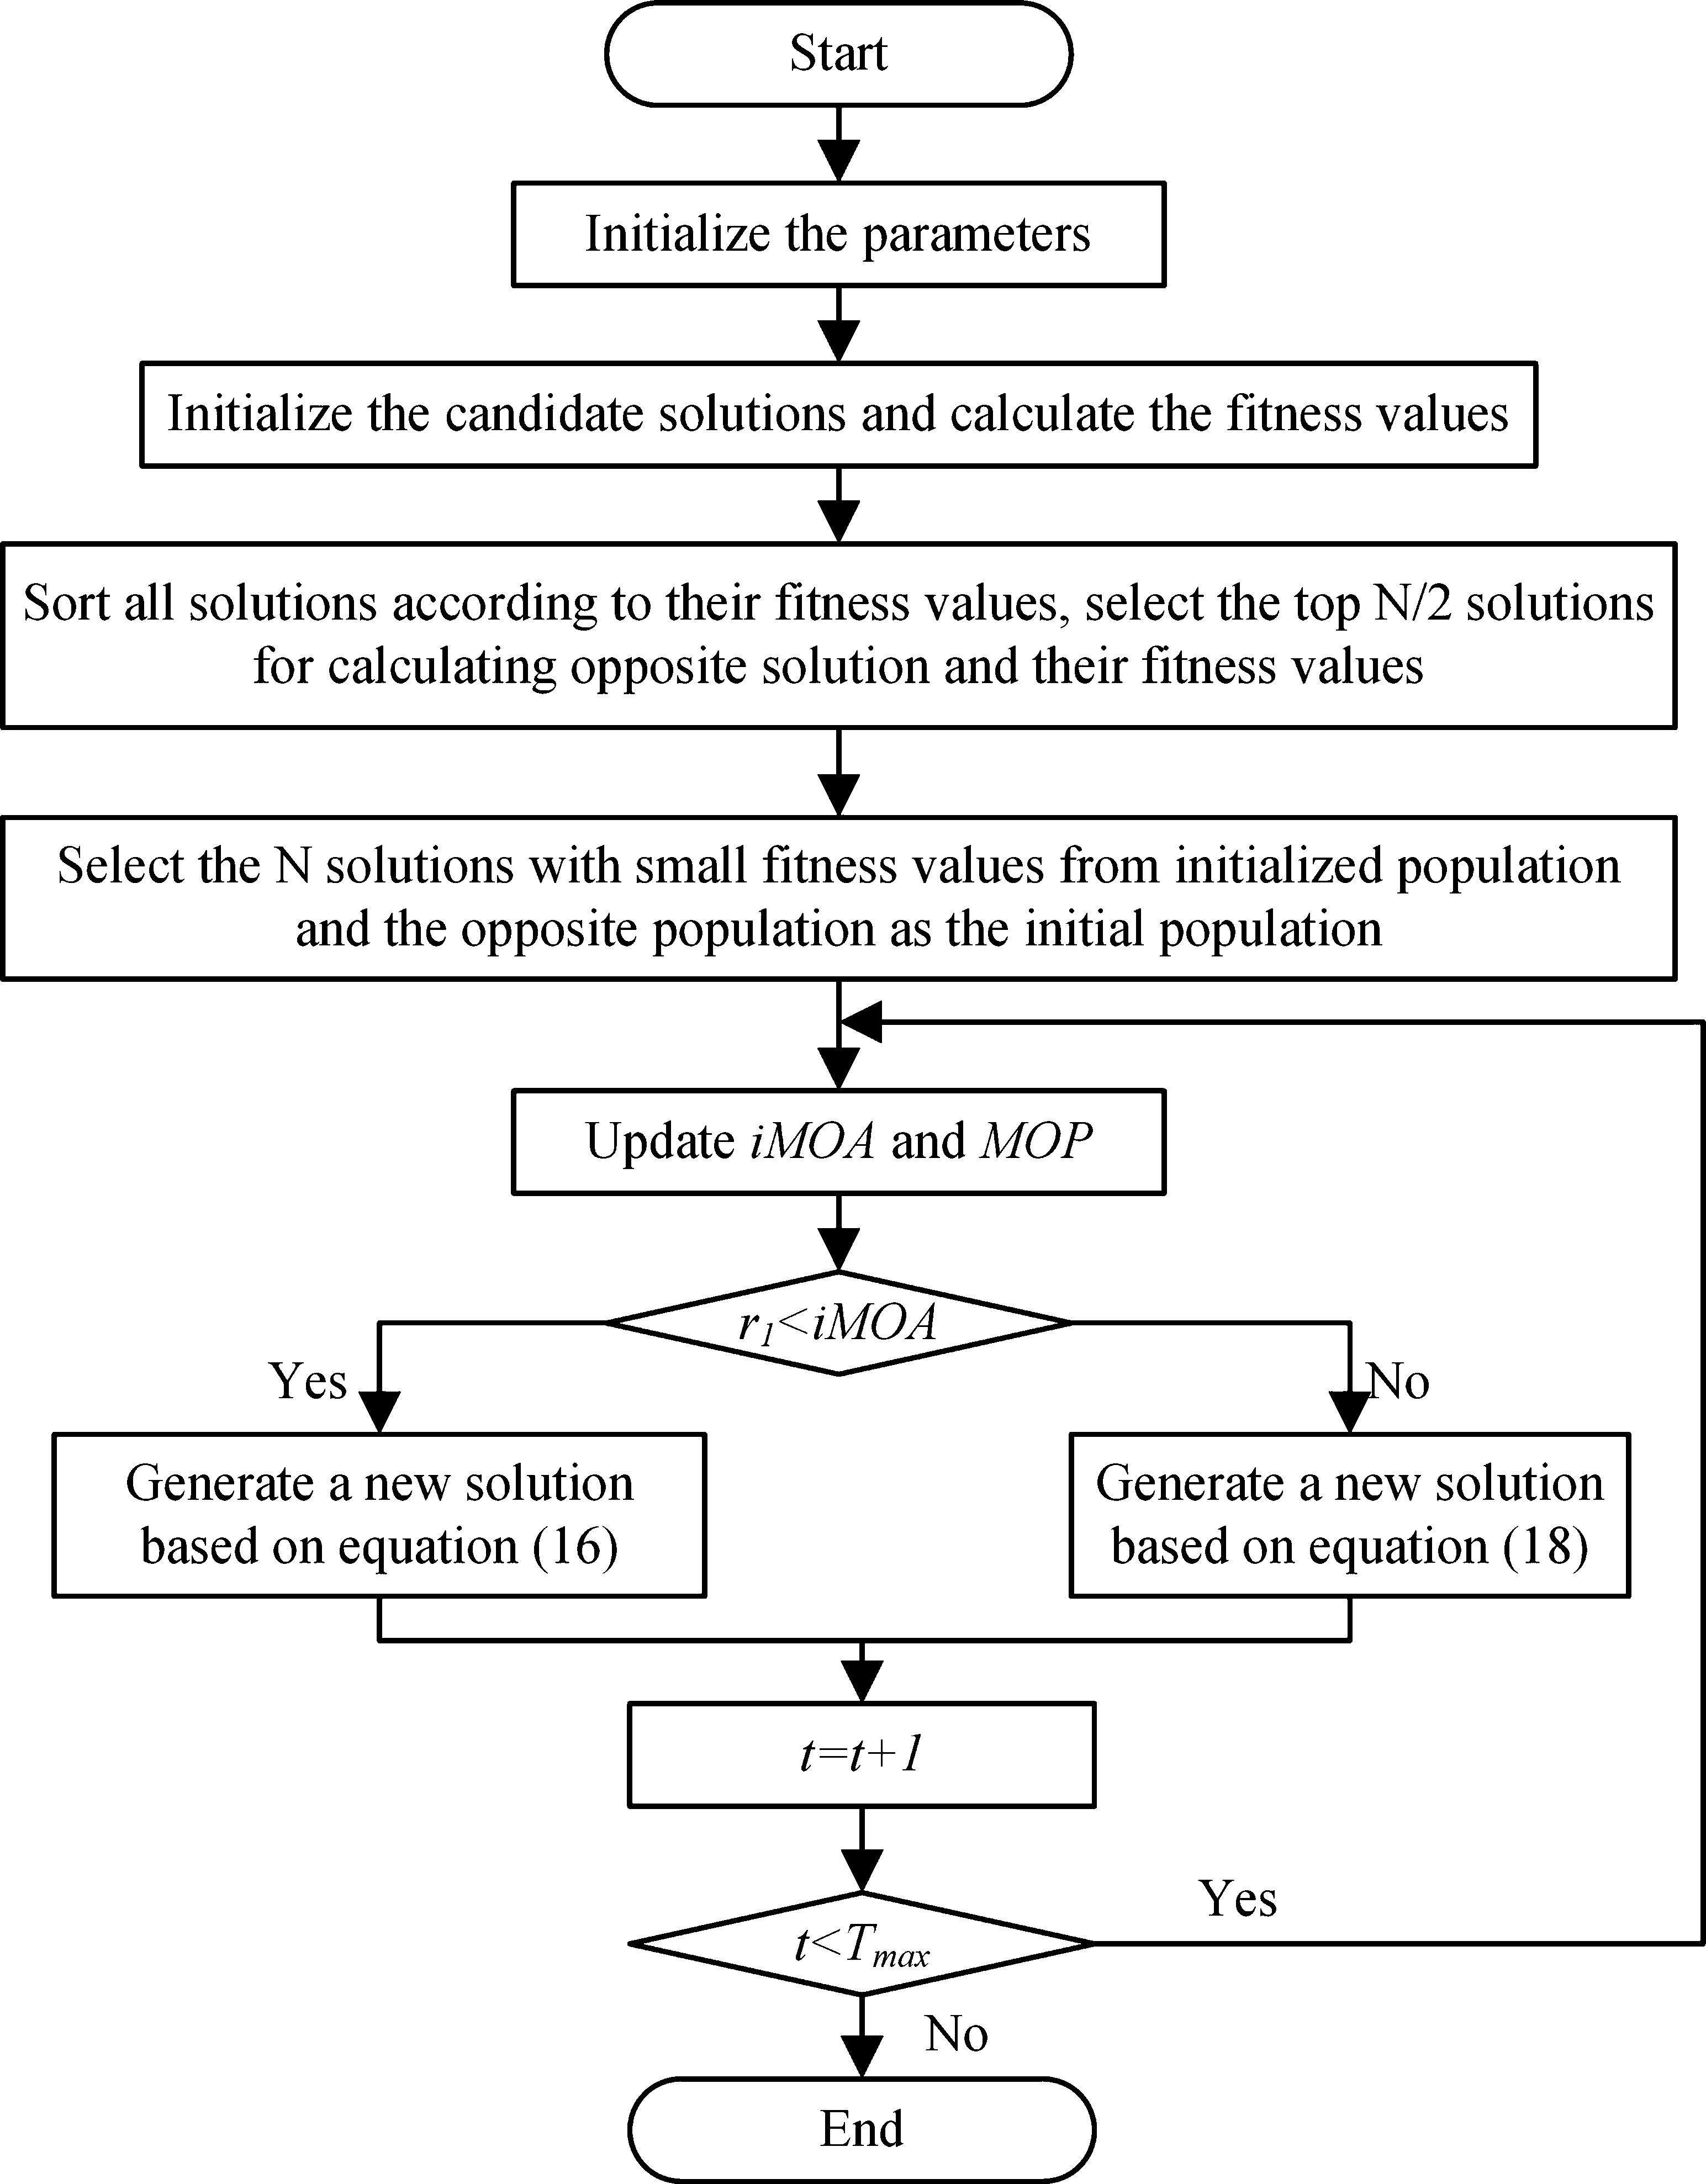 Start
Initialize the parameters
Initialize the candidate solutions and calculate the fitness values
Sort all solutions according to their fitness values, select the top N/2 solutions
for calculating opposite solution and their fitness values
Select the N solutions with small fitness values from initialized population
and the opposite population as the initial population
Update iMOA and MOP
r1<iMOA
Yes
No
Generate a new solution
based on equation (16)
Generate a new solution
based on equation (18)
t=t+1
Yes
t<Tmax
No
End